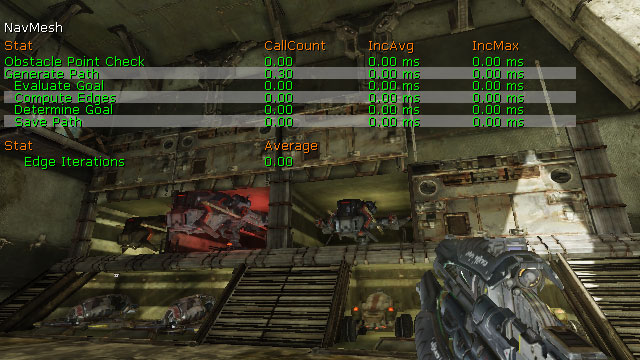 NavMesh
Stat CallCount IncAvg IncMax
Obstacle Point Check 0.00 0.00 ms 0.00 ms
Generate Path 0.30 0.00 ms 0.00 ms
Evaluate Goal 0.00 0.00 ms 0.00 ms
Compute Edges 0.00 0.00 ms 0.00 ms
Determine Goal 0.00 0.00 ms 0.00 ms
Save Path 0.00 0.00 ms 0.00 ms
Stat Average
Edge Iterations 0.00